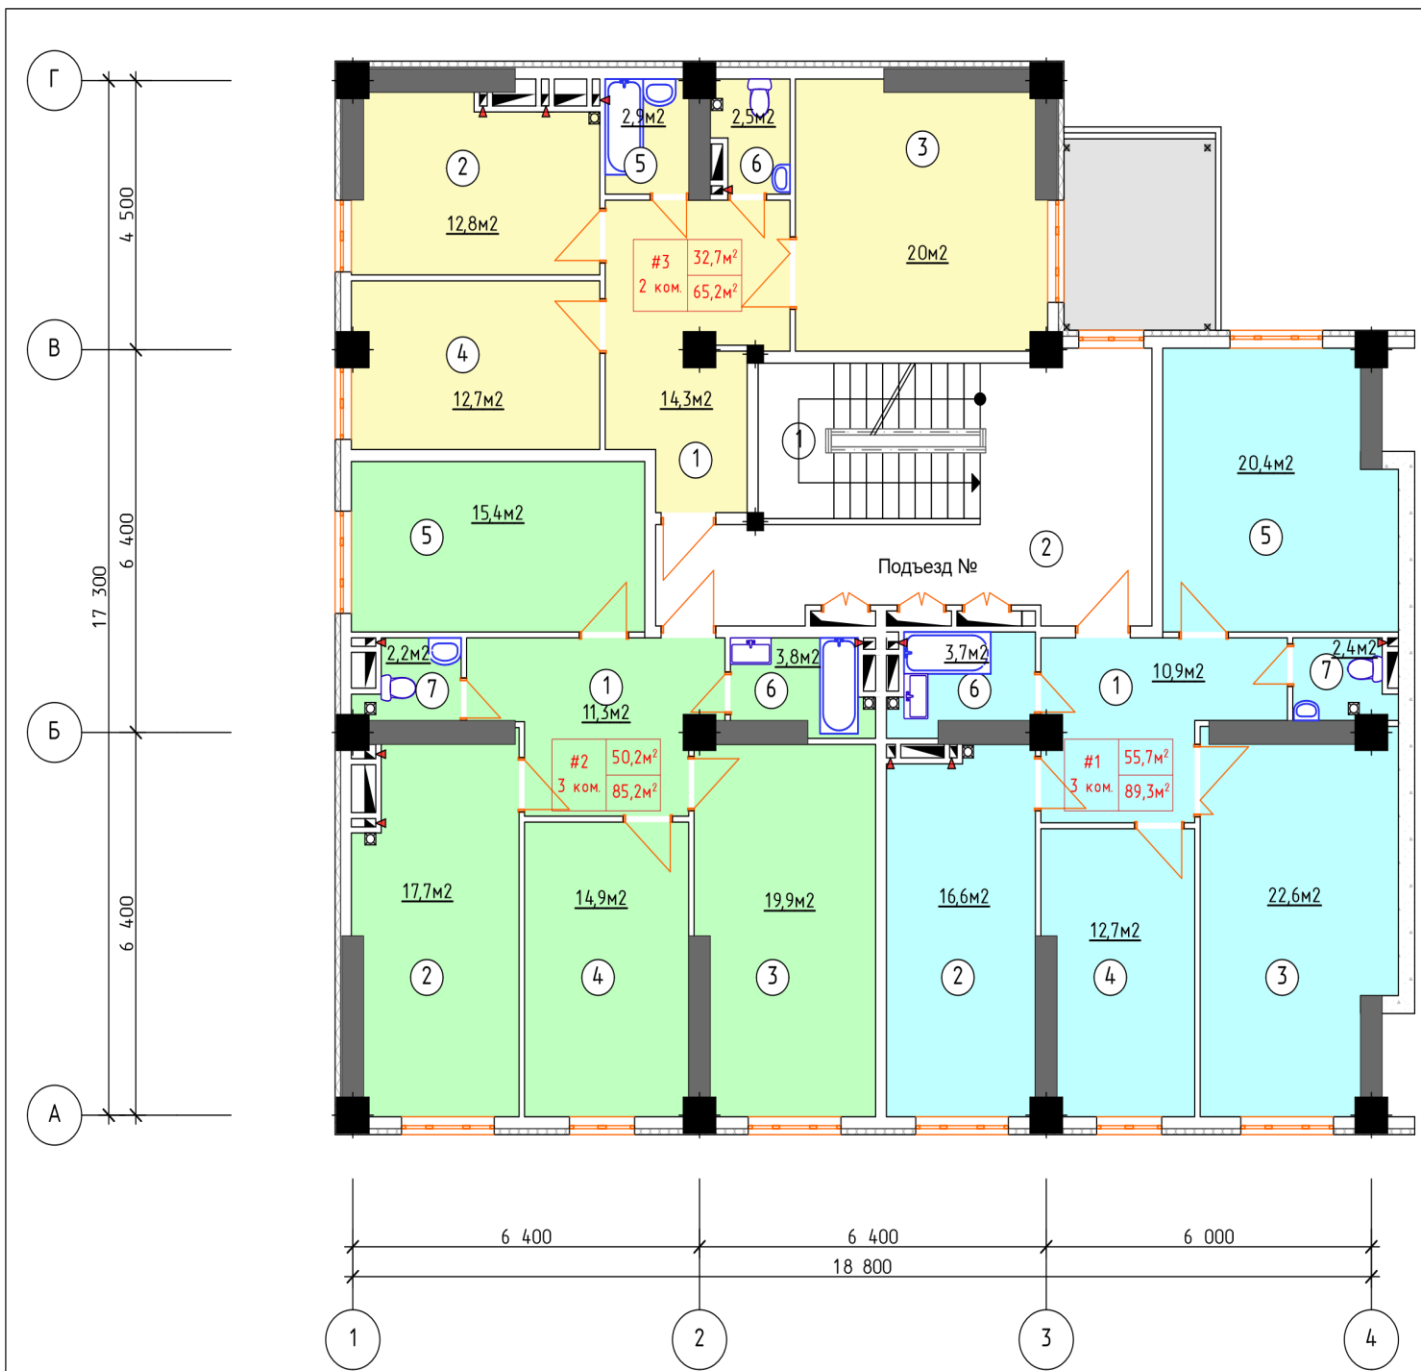 Г
4 500
2
12,8м2
2,9м2
5
2,5м2
6
3
20м2
#3
2 ком.
32,7м²
65,2м²
В
4
12,7м2
14,3м2
1
1
20,4м2
5
17 300
6 400
5
15,4м2
2
Подъезд №
2,2м2
7
1
11,3м2
3,8м2
6
3,7м2
6
1
10,9м2
2,4м2
7
Б
#2
3 ком.
50,2м²
85,2м²
#1
3 ком.
55,7м²
89,3м²
6 400
17,7м2
2
14,9м2
4
19,9м2
3
16,6м2
2
12,7м2
4
22,6м2
3
А
6 400
6 400
6 000
18 800
1
2
3
4